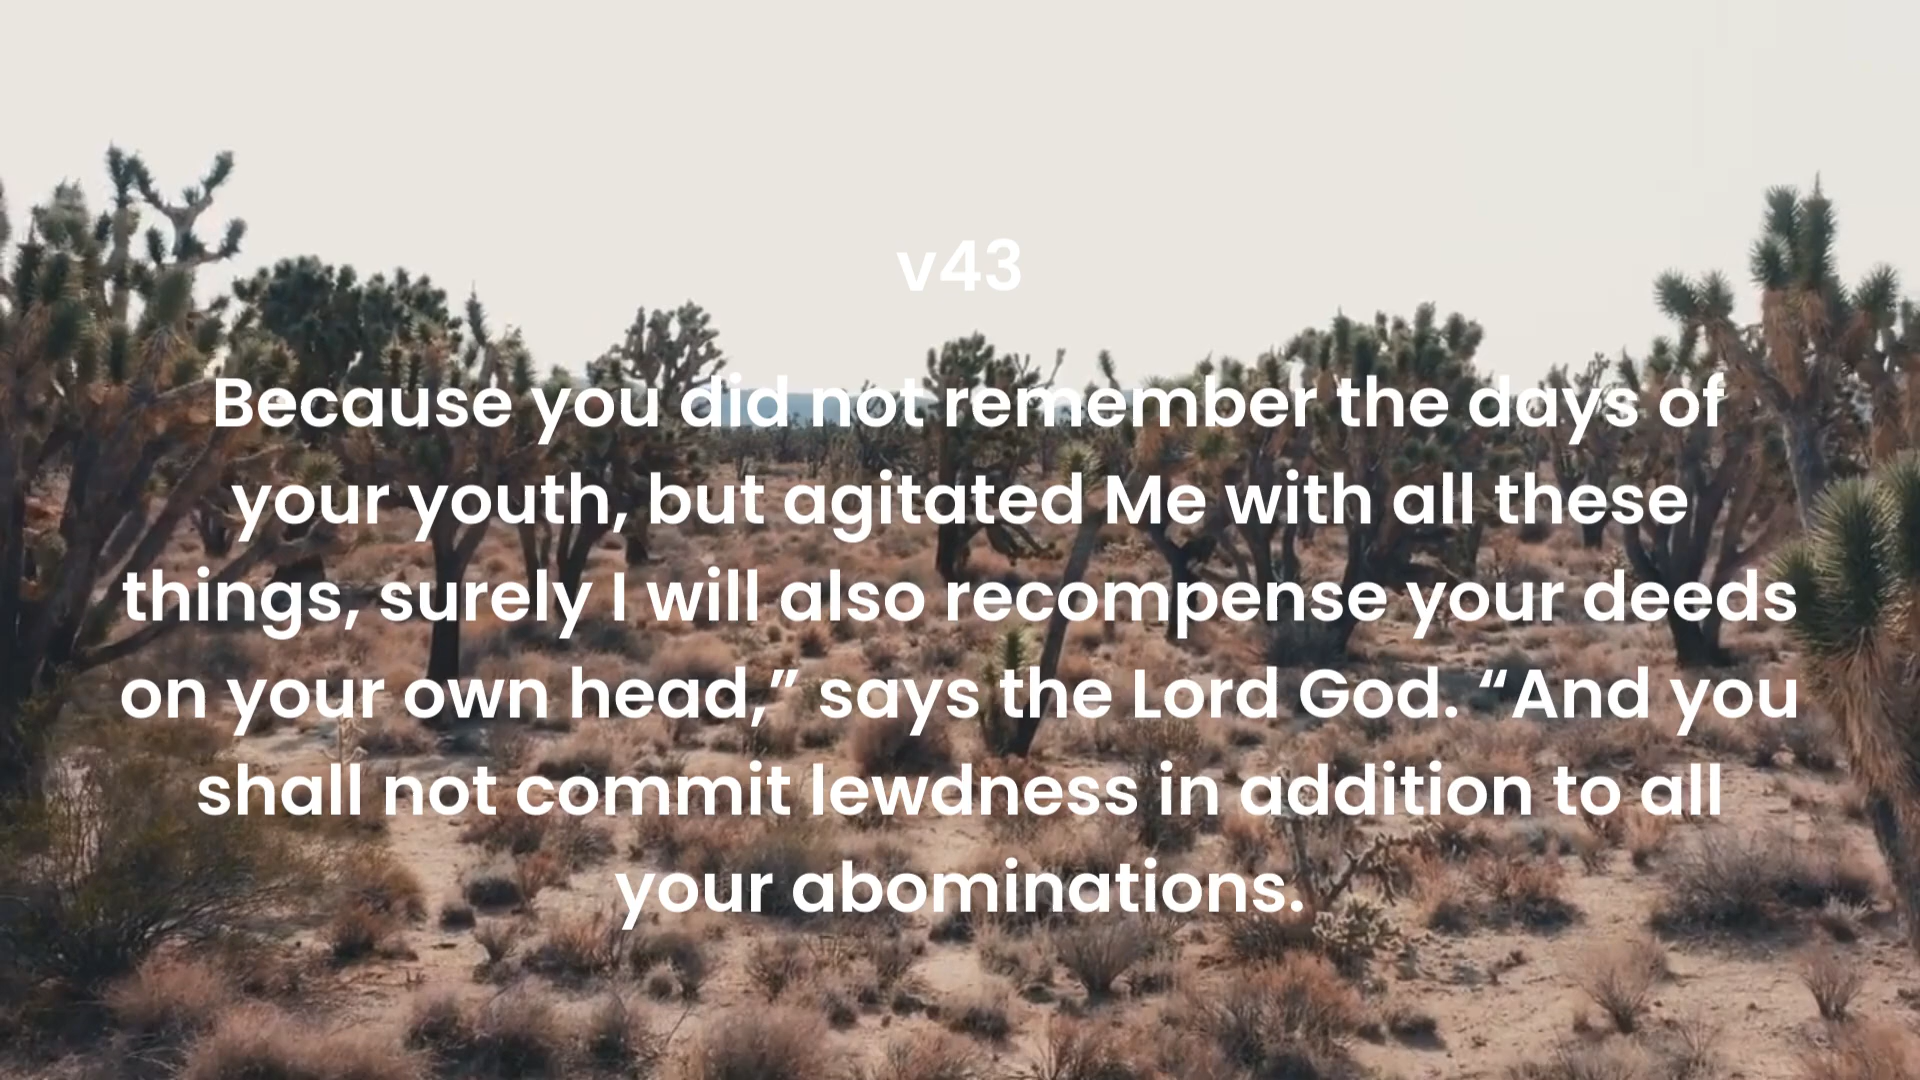 v43
Because you did not remember the days of
your youth, but agitated Me with all these
things, surely I will also recompense your deeds
on your own head,” says the Lord God. “And you
shall not commit lewdness in addition to all
your abominations.